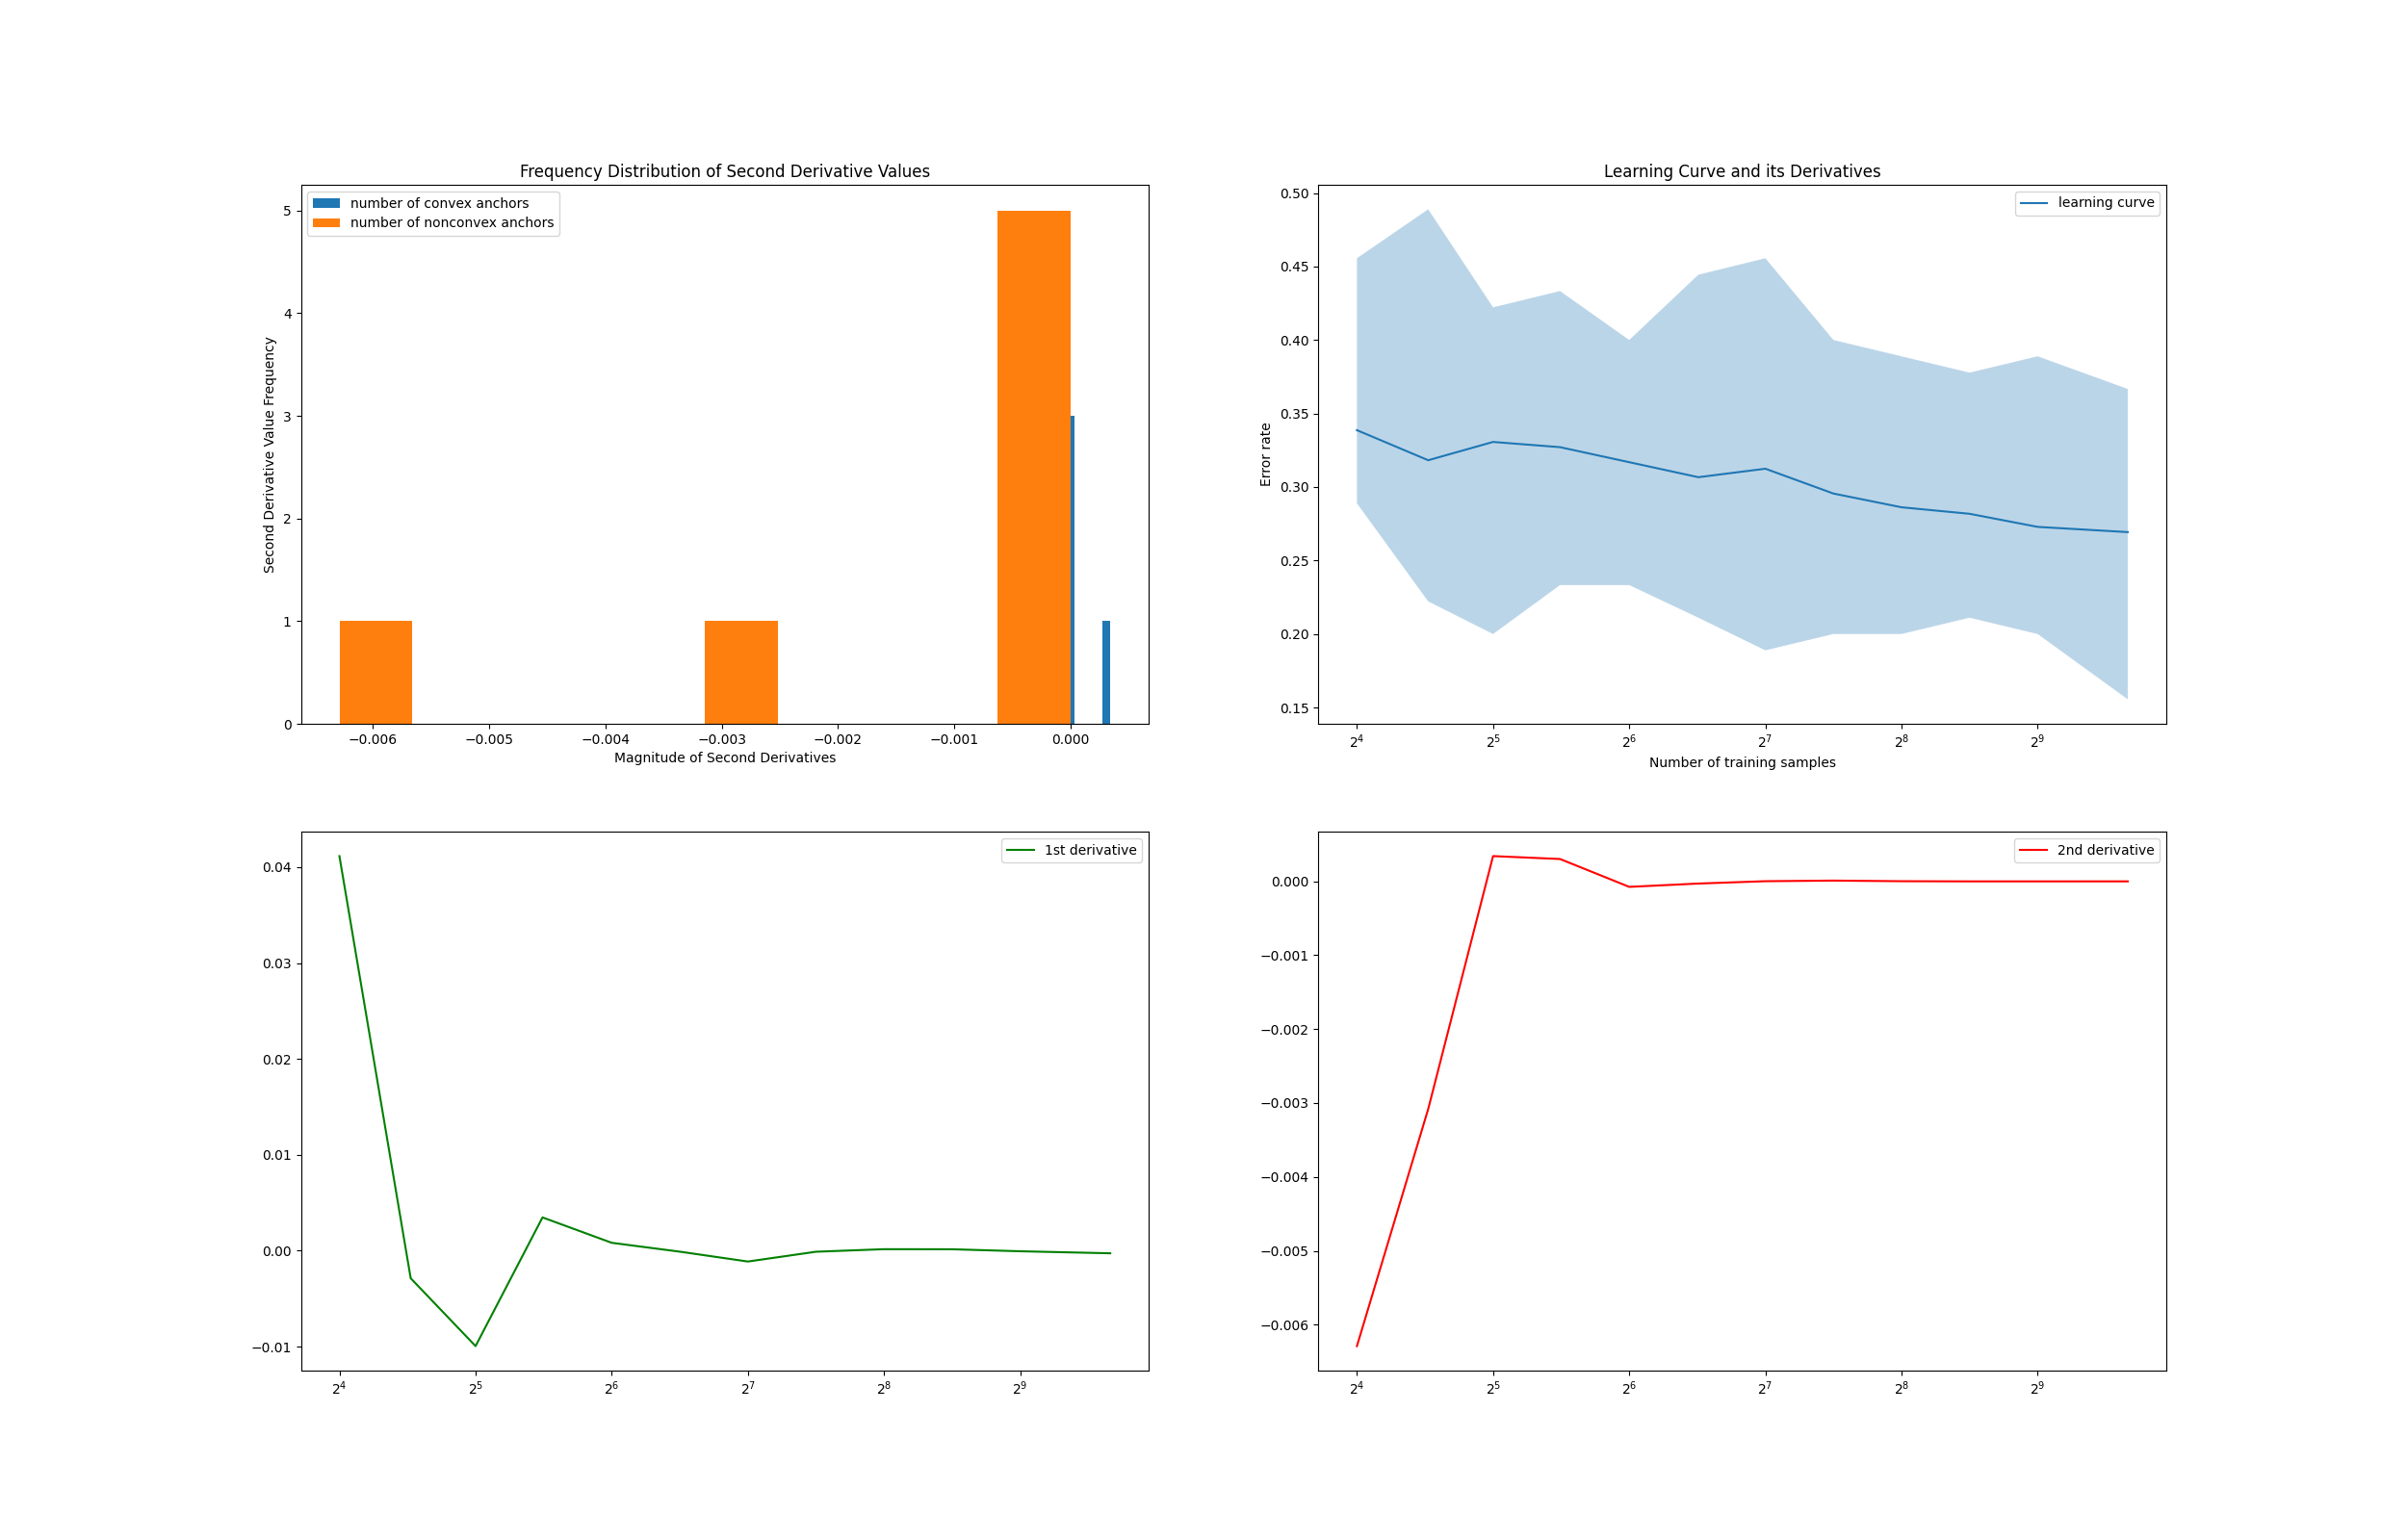 Frequency Distribution of Second Derivative Values
number of convex anchors
number of nonconvex anchors
Second Derivative Value Frequency
5
4
3
2
1
0
−0.006 −0.005 −0.004 −0.003 −0.002 −0.001 0.000
Magnitude of Second Derivatives
Learning Curve and its Derivatives
learning curve
Error rate
0.50
0.45
0.40
0.35
0.30
0.25
0.20
0.15
2⁴ 2⁵ 2⁶ 2⁷ 2⁸ 2⁹
Number of training samples
1st derivative
0.04
0.03
0.02
0.01
0.00
−0.01
2⁴ 2⁵ 2⁶ 2⁷ 2⁸ 2⁹
2nd derivative
0.000
−0.001
−0.002
−0.003
−0.004
−0.005
−0.006
2⁴ 2⁵ 2⁶ 2⁷ 2⁸ 2⁹